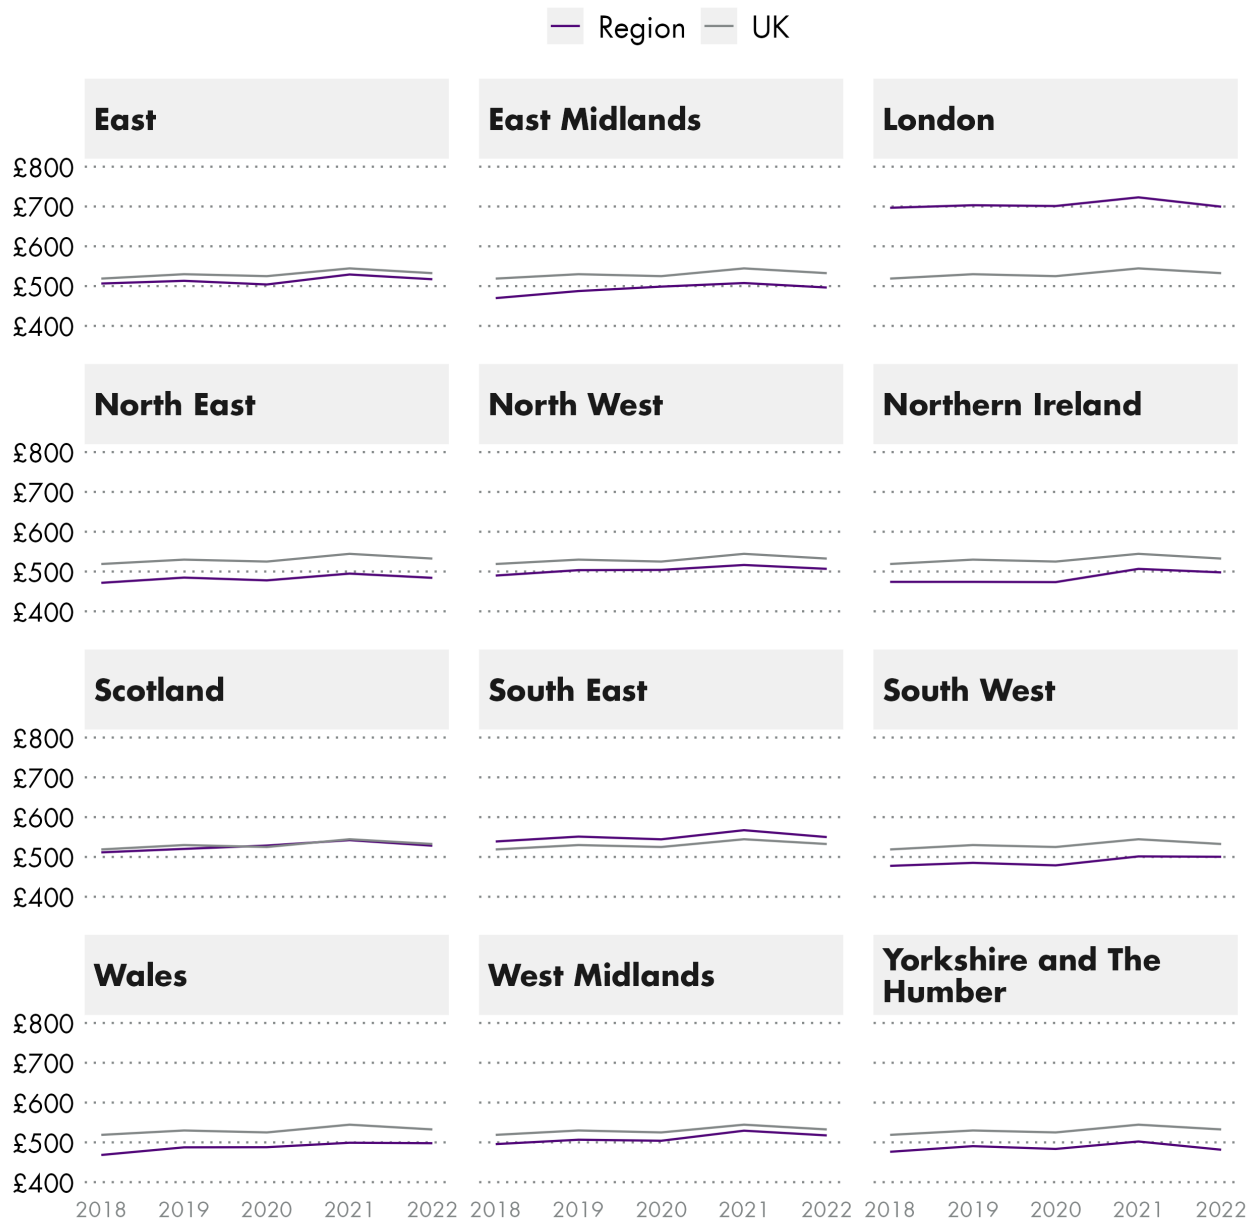 Region UK
East East Midlands London
£800
£700
£600
£500
£400
North East North West Northern Ireland
£800
£700
£600
£500
£400
Scotland South East South West
£800
£700
£600
£500
£400
Wales West Midlands Yorkshire and The
Humber
£800
£700
£600
£500
£400
2018 2019 2020 2021 2022 2018 2019 2020 2021 2022 2018 2019 2020 2021 2022